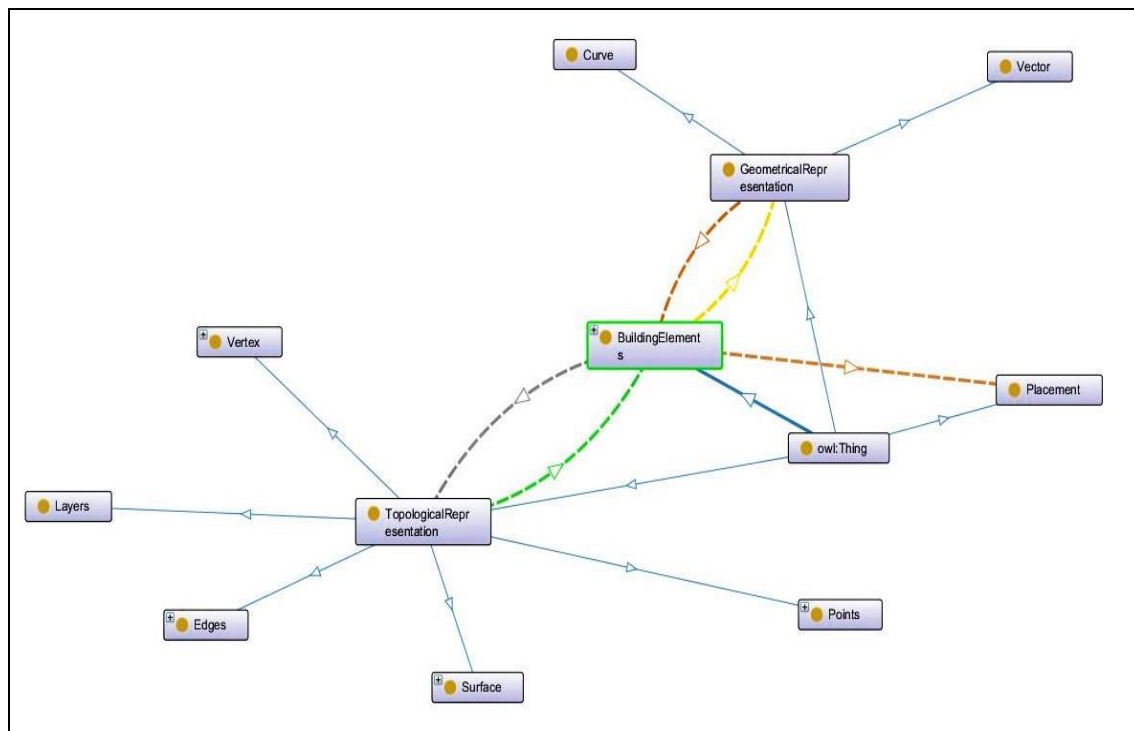 Curve
Vector
GeometricalRepr
esentation
Vertex
BuildingElement
s
Placement
owl:Thing
Layers
TopologicalRepr
esentation
Points
Edges
Surface